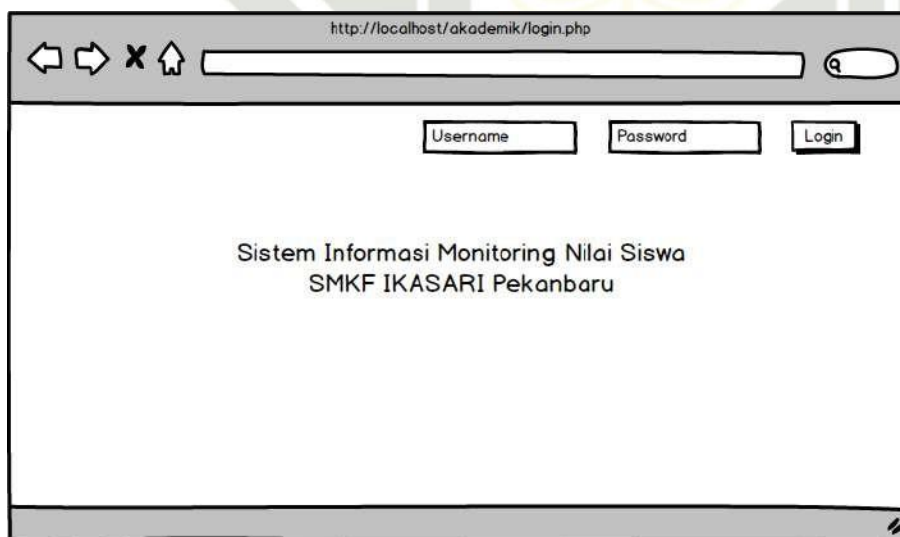 http://localhost/akademik/login.php
Username Password Login
Sistem Informasi Monitoring Nilai Siswa
SMKF IKASARI Pekanbaru